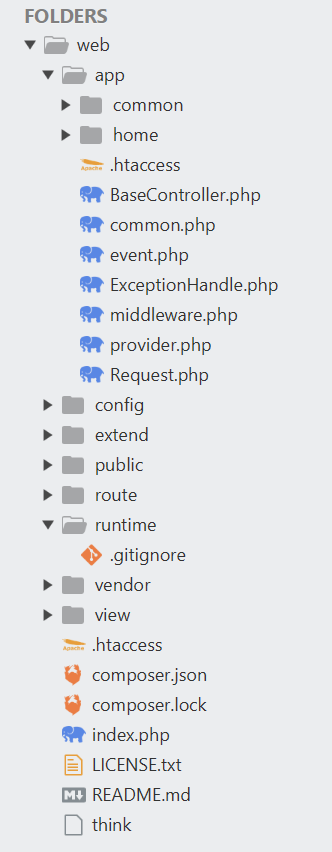 FOLDERS
web
app
common
home
Apache .htaccess
BaseController.php
common.php
event.php
ExceptionHandle.php
middleware.php
provider.php
Request.php
config
extend
public
route
runtime
.gitignore
vendor
view
Apache .htaccess
composer.json
composer.lock
index.php
LICENSE.txt
M README.md
think